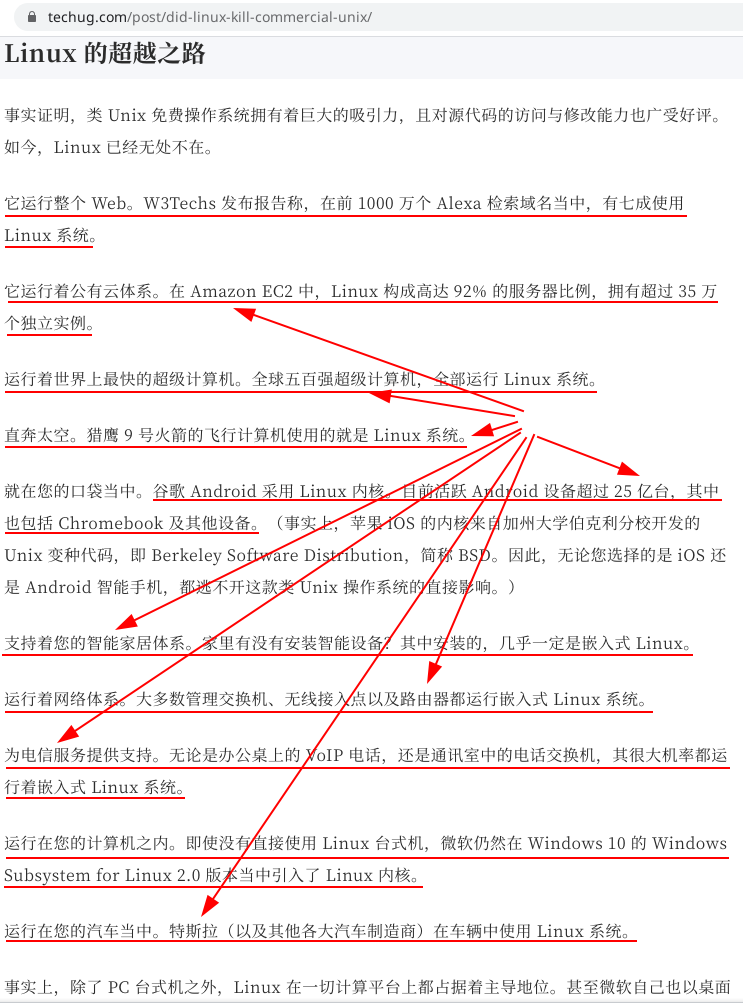 techug.com/post/did-linux-kill-commercial-unix/
Linux 的超越之路
事实证明，类 Unix 免费操作系统拥有着巨大的吸引力，且对源代码的访问与修改能力也广受好评。
如今，Linux 已经无处不在。
它运行整个 Web。W3Techs 发布报告称，在前 1000 万个 Alexa 检索域名当中，有七成使用
Linux 系统。
它运行着公有云体系。在 Amazon EC2 中，Linux 构成高达 92% 的服务器比例，拥有超过 35 万
个独立实例。
运行着世界上最快的超级计算机。全球五百强超级计算机，全部运行 Linux 系统。
直奔太空。猎鹰 9 号火箭的飞行计算机使用的就是 Linux 系统。
就在您的口袋当中。谷歌 Android 采用 Linux 内核。目前活跃 Android 设备超过 25 亿台，其中
也包括 Chromebook 及其他设备。（事实上，苹果 iOS 的内核来自加州大学伯克利分校开发的
Unix 变种代码，即 Berkeley Software Distribution，简称 BSD。因此，无论您选择的是 iOS 还
是 Android 智能手机，都逃不开这款类 Unix 操作系统的直接影响。）
支持着您的智能家居体系。家里有没有安装智能设备？其中安装的，几乎一定是嵌入式 Linux。
运行着网络体系。大多数管理交换机、无线接入点以及路由器都运行嵌入式 Linux 系统。
为电信服务提供支持。无论是办公桌上的 VoIP 电话，还是通讯室中的电话交换机，其很大机率都运
行着嵌入式 Linux 系统。
运行在您的计算机之内。即使没有直接使用 Linux 台式机，微软仍然在 Windows 10 的 Windows
Subsystem for Linux 2.0 版本当中引入了 Linux 内核。
运行在您的汽车当中。特斯拉（以及其他各大汽车制造商）在车辆中使用 Linux 系统。
事实上，除了 PC 台式机之外，Linux 在一切计算平台上都占据着主导地位。甚至微软自己也以桌面